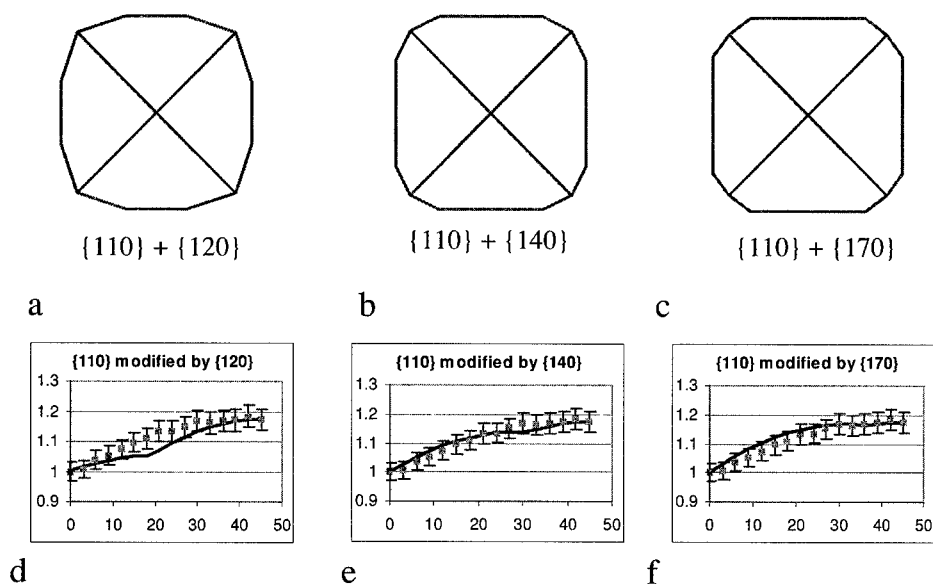 {110} + {120}
{110} + {140}
{110} + {170}
a
b
c
{110} modified by {120}
1.3
1.2
1.1
1
0.9
0 10 20 30 40 50
d
{110} modified by {140}
1.3
1.2
1.1
1
0.9
0 10 20 30 40 50
e
{110} modified by {170}
1.3
1.2
1.1
1
0.9
0 10 20 30 40 50
f